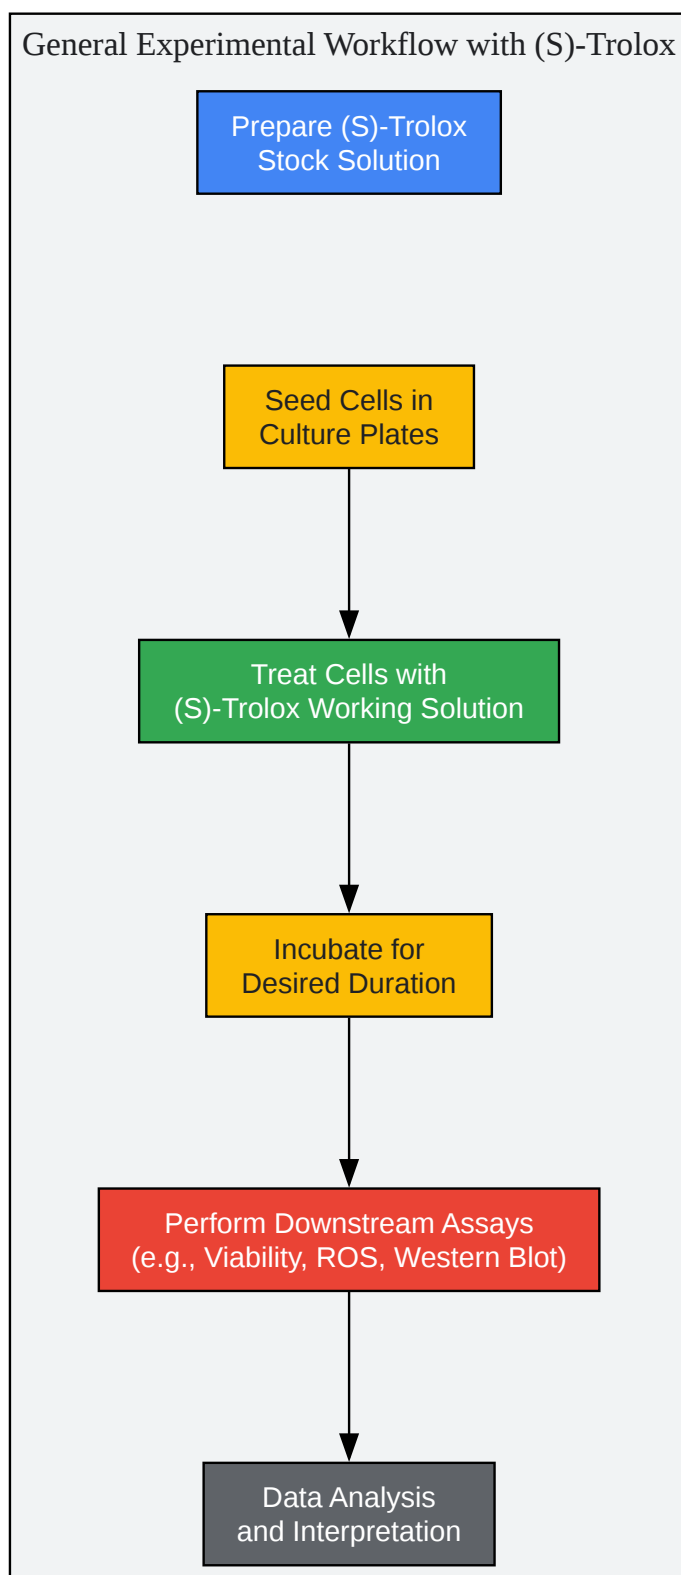 General Experimental Workflow with (S)-Trolox
Prepare (S)-Trolox
Stock Solution
Seed Cells in
Culture Plates
Treat Cells with
(S)-Trolox Working Solution
Incubate for
Desired Duration
Perform Downstream Assays
(e.g., Viability, ROS, Western Blot)
Data Analysis
and Interpretation